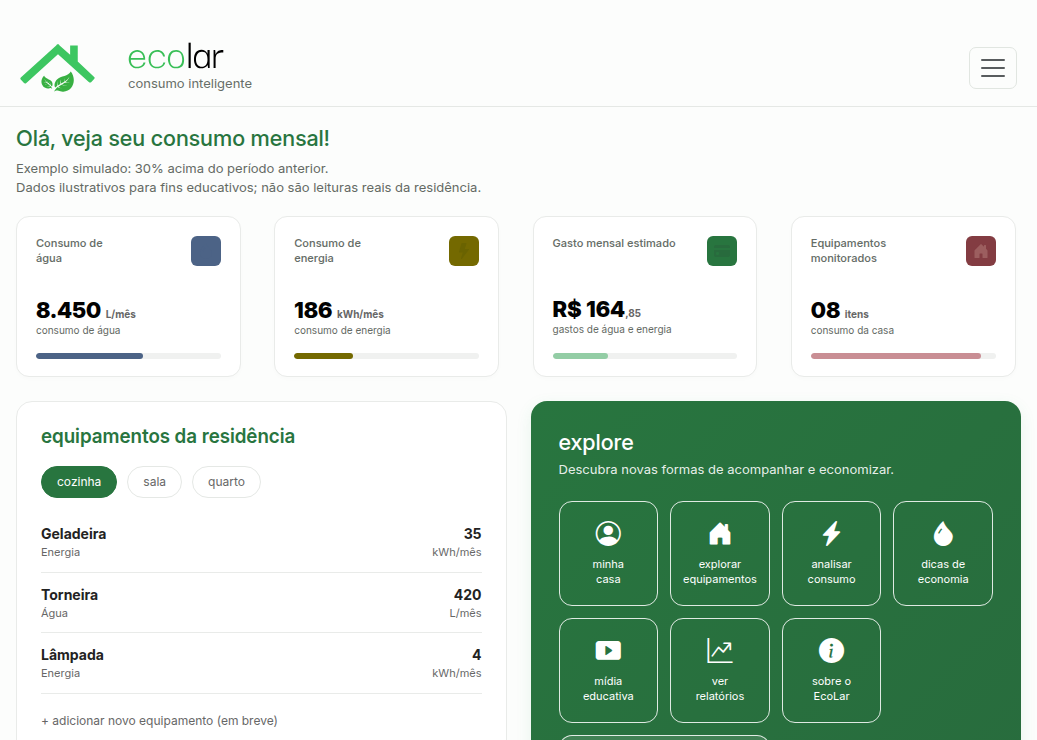 ecolar
consumo inteligente
Olá, veja seu consumo mensal!
Exemplo simulado: 30% acima do período anterior.
Dados ilustrativos para fins educativos; não são leituras reais da residência.
Consumo de
água
8.450 L/mês
consumo de água
Consumo de
energia
186 kWh/mês
consumo de energia
Gasto mensal estimado
R$ 164,85
gastos de água e energia
Equipamentos
monitorados
08 itens
consumo da casa
equipamentos da residência
cozinha
sala
quarto
Geladeira
35
Energia
kWh/mês
Torneira
420
Água
L/mês
Lâmpada
4
Energia
kWh/mês
+ adicionar novo equipamento (em breve)
explore
Descubra novas formas de acompanhar e economizar.
minha
casa
explorar
equipamentos
analisar
consumo
dicas de
economia
mídia
educativa
ver
relatórios
sobre o
EcoLar